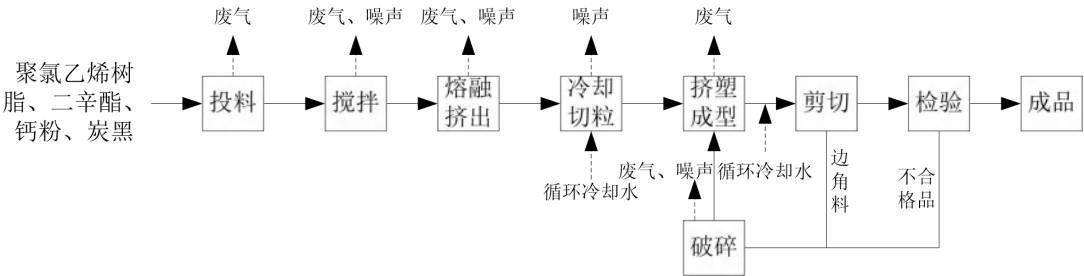 废气
废气、噪声
废气、噪声
噪声
废气
聚氯乙烯树
脂、二辛酯、
钙粉、炭黑
投料
搅拌
熔融
挤出
冷却
切粒
挤塑
成型
剪切
检验
成品
循环冷却水
废气、噪声
循环冷却水
边
角
料
不合
格品
破碎